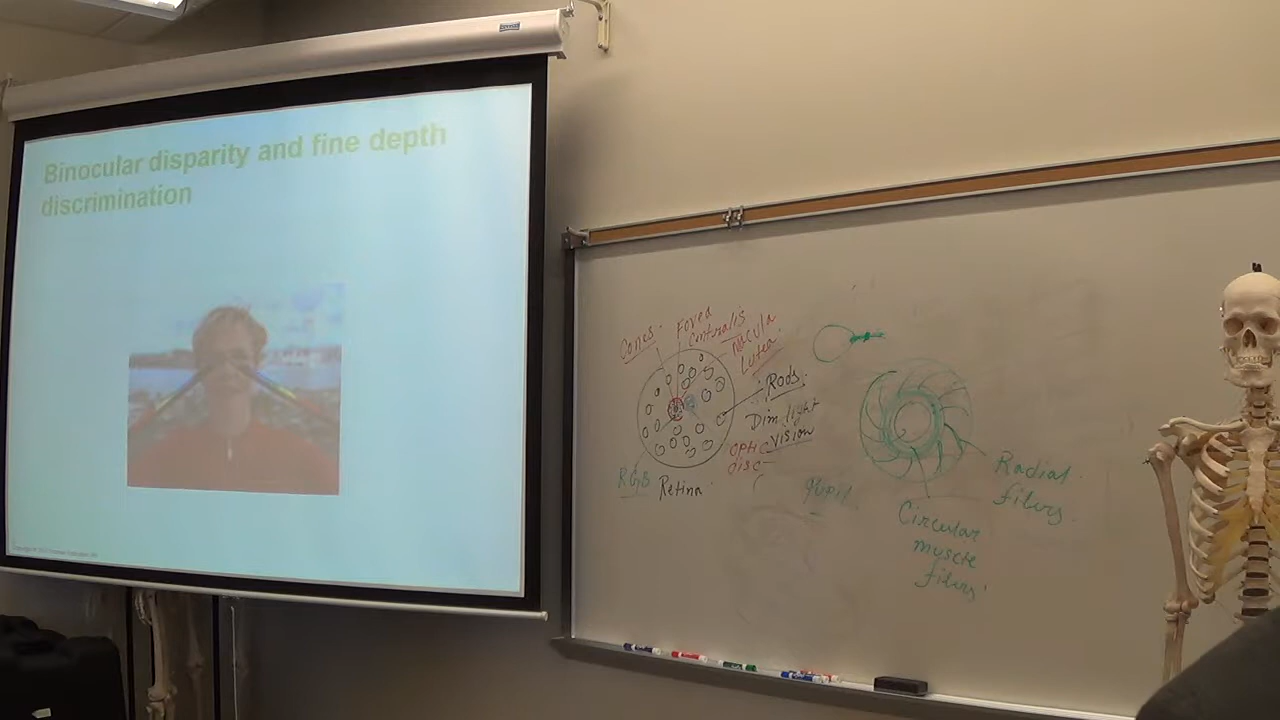 Binocular disparity and fine depth
discrimination
Cones.
Fovea
Centralis
Macula
Lutea.
Rods.
Dim light
Vision
Optic
disc
RGB
Retina
Pupil
Radial
fibers.
Circular
muscle
fibers.